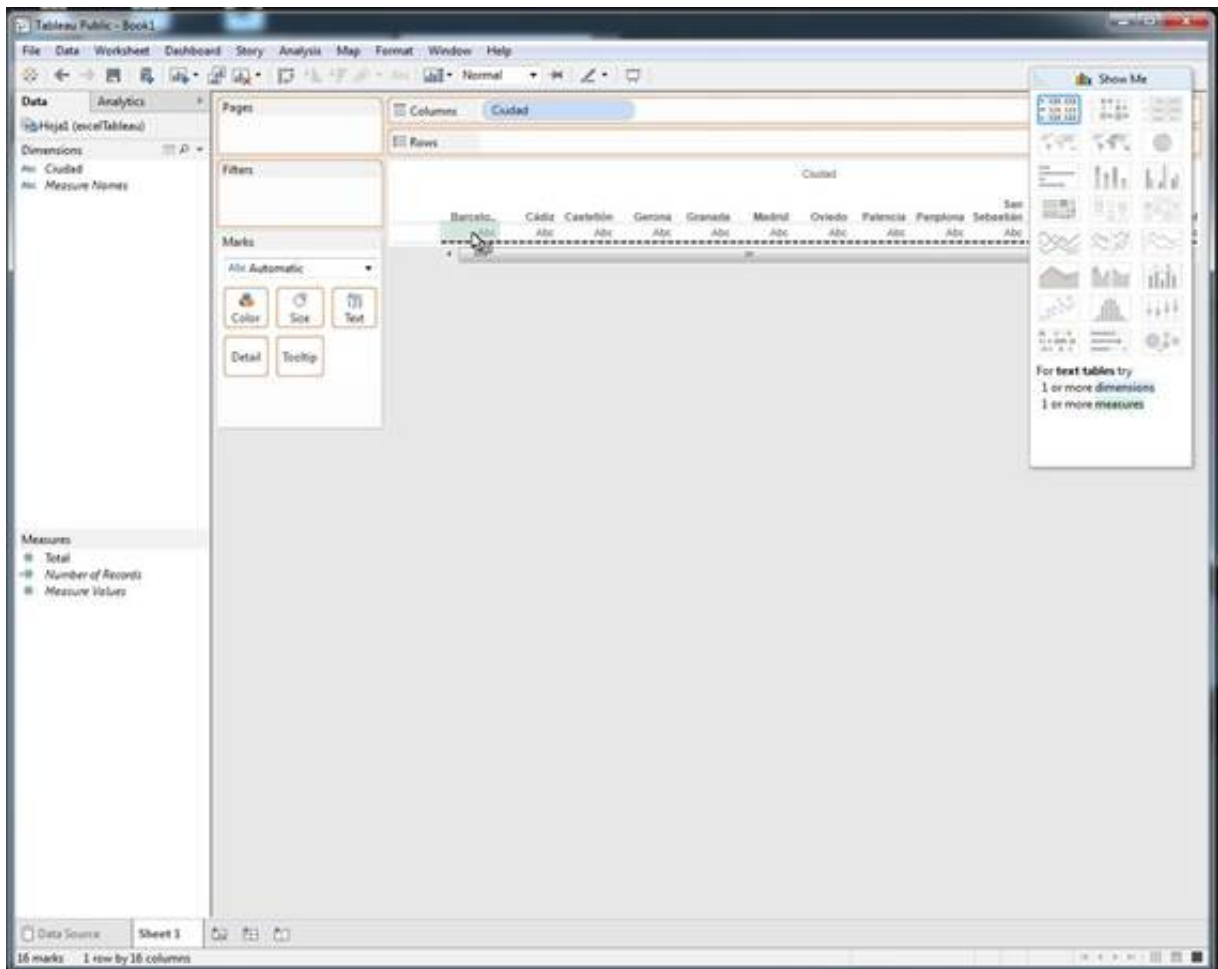 Tableau Public - Book1
File Data Worksheet Dashboard Story Analysis Map Format Window Help
Normal
Show Me
Data Analytics
Hoja1 (excelTableau)
Dimensions
Abc Ciudad
Abc Measure Names
Pages
Columns Ciudad
Rows
Filters
Ciudad
Barcelo.. Cádiz Castellón Gerona Granada Madrid Oviedo Palencia Pamplona San Sebastián
Abc Abc Abc Abc Abc Abc Abc Abc Abc Abc
Marks
Abc Automatic
Color Size Text
Detail Tooltip
For text tables try
1 or more dimensions
1 or more measures
Measures
# Total
# Number of Records
# Measure Values
Data Source Sheet 1
16 marks 1 row by 16 columns